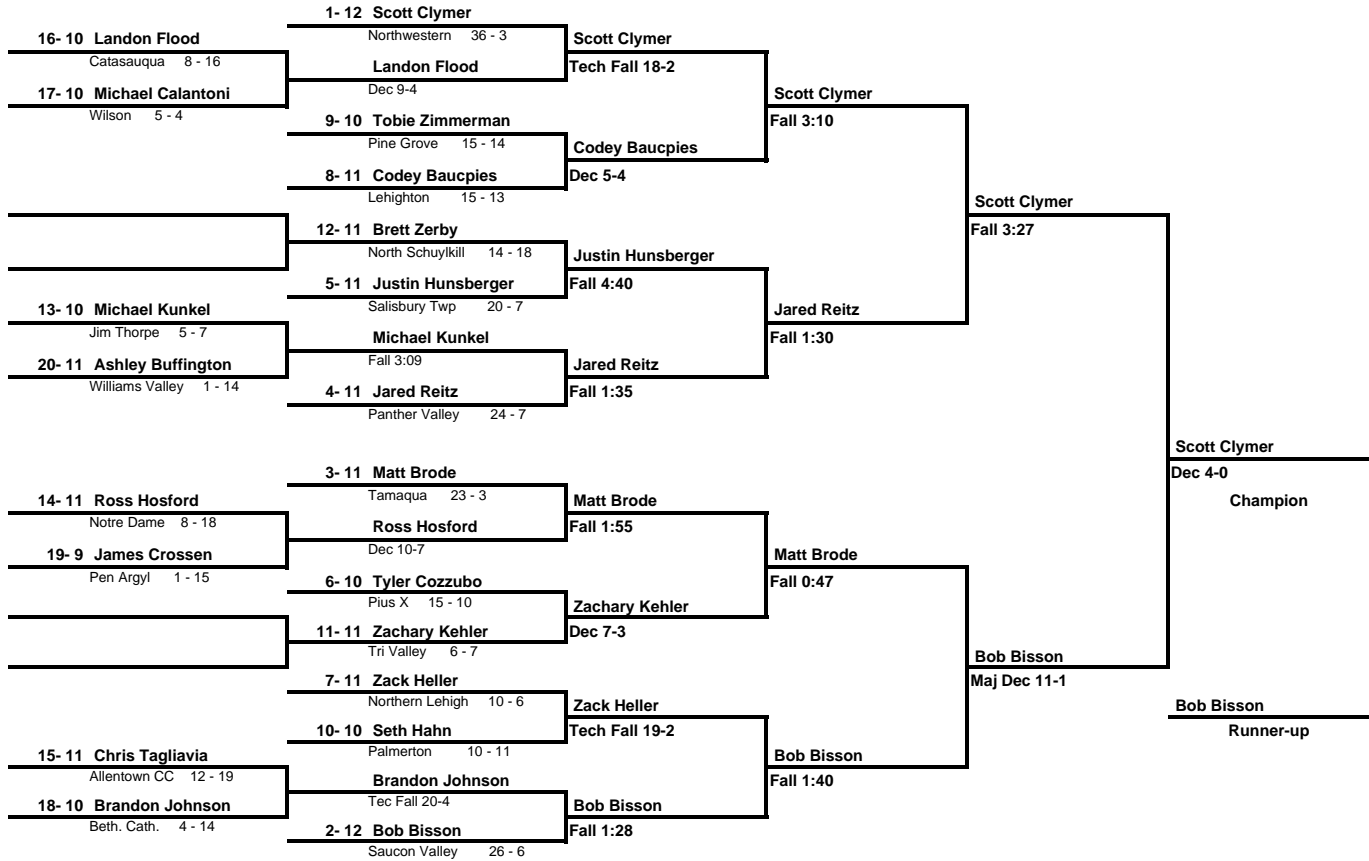 1- 12 Scott Clymer
Northwestern 36 - 3
16- 10 Landon Flood
Catasauqua 8 - 16
Landon Flood
Dec 9-4
17- 10 Michael Calantoni
Wilson 5 - 4
9- 10 Tobie Zimmerman
Pine Grove 15 - 14
8- 11 Codey Baucpies
Lehighton 15 - 13
12- 11 Brett Zerby
North Schuylkill 14 - 18
5- 11 Justin Hunsberger
Salisbury Twp 20 - 7
13- 10 Michael Kunkel
Jim Thorpe 5 - 7
Michael Kunkel
Fall 3:09
20- 11 Ashley Buffington
Williams Valley 1 - 14
4- 11 Jared Reitz
Panther Valley 24 - 7
3- 11 Matt Brode
Tamaqua 23 - 3
14- 11 Ross Hosford
Notre Dame 8 - 18
Ross Hosford
Dec 10-7
19- 9 James Crossen
Pen Argyl 1 - 15
6- 10 Tyler Cozzubo
Pius X 15 - 10
11- 11 Zachary Kehler
Tri Valley 6 - 7
7- 11 Zack Heller
Northern Lehigh 10 - 6
10- 10 Seth Hahn
Palmerton 10 - 11
15- 11 Chris Tagliavia
Allentown CC 12 - 19
Brandon Johnson
Tec Fall 20-4
18- 10 Brandon Johnson
Beth. Cath. 4 - 14
2- 12 Bob Bisson
Saucon Valley 26 - 6
Scott Clymer
Tech Fall 18-2
Codey Baucpies
Dec 5-4
Justin Hunsberger
Fall 4:40
Jared Reitz
Fall 1:35
Matt Brode
Fall 1:55
Zachary Kehler
Dec 7-3
Zack Heller
Tech Fall 19-2
Bob Bisson
Fall 1:28
Scott Clymer
Fall 3:10
Jared Reitz
Fall 1:30
Matt Brode
Fall 0:47
Bob Bisson
Fall 1:40
Scott Clymer
Fall 3:27
Bob Bisson
Maj Dec 11-1
Scott Clymer
Dec 4-0
Champion
Bob Bisson
Runner-up